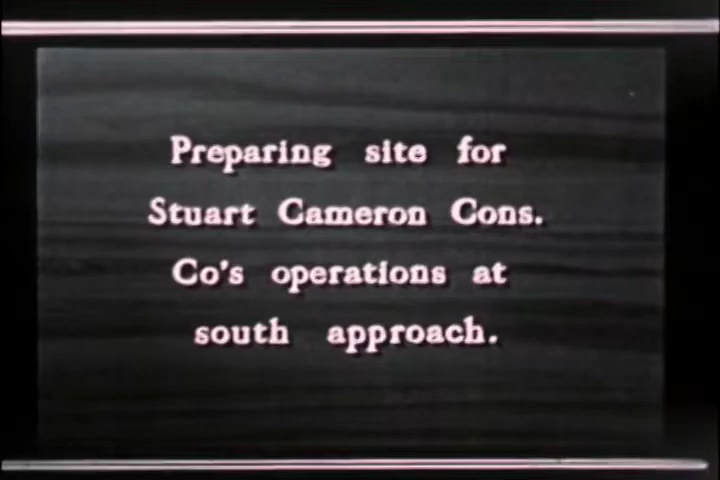 Preparing site for
Stuart Cameron Cons.
Co's operations at
south approach.